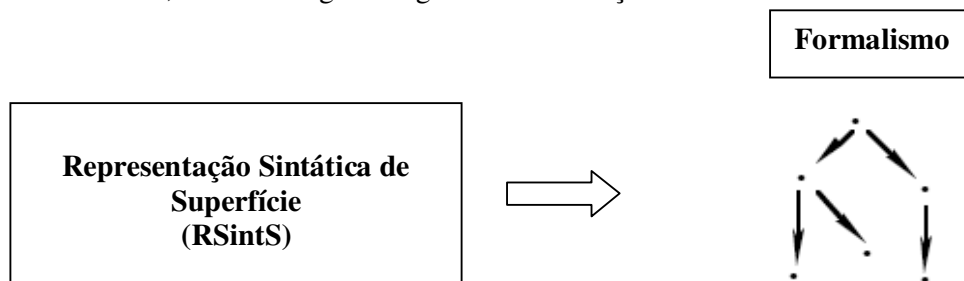 Formalismo
Representação Sintática de
Superfície
(RSintS)